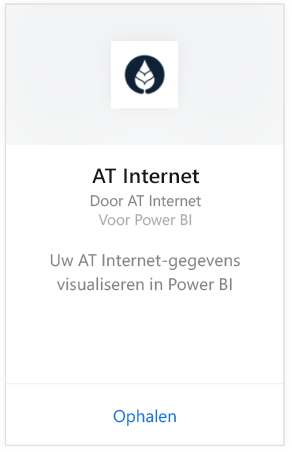 AT Internet
Door AT Internet
Voor Power BI
Uw AT Internet-gegevens
visualiseren in Power BI
Ophalen